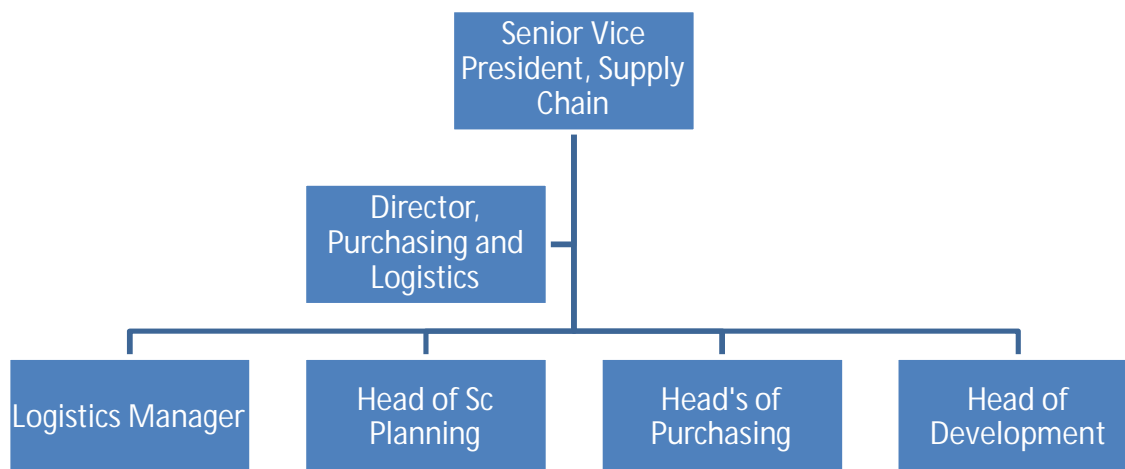 Senior Vice
President, Supply
Chain
Director,
Purchasing and
Logistics
Logistics Manager
Head of Sc
Planning
Head's of
Purchasing
Head of
Development